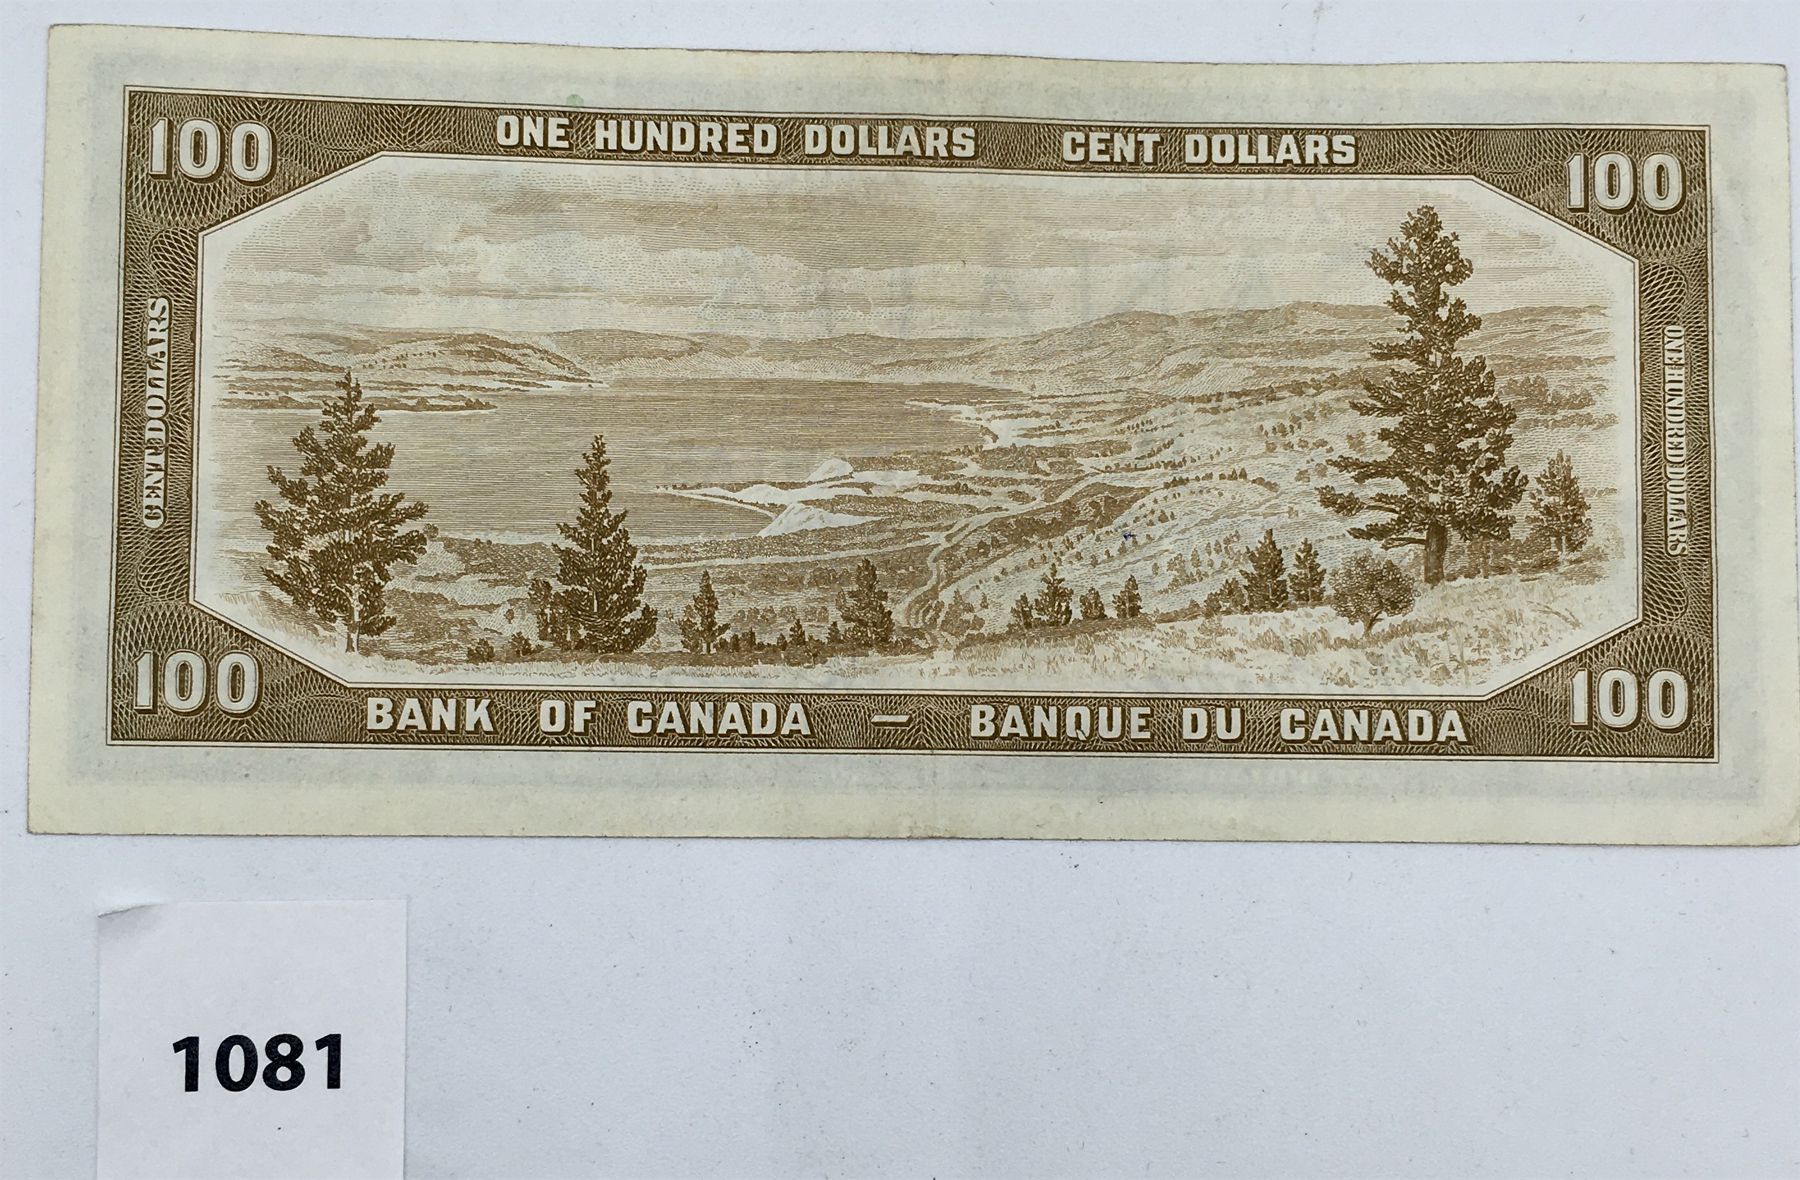 100
ONE HUNDRED DOLLARS CENT DOLLARS
100
CENT DOLLARS
ONE HUNDRED DOLLARS
100
BANK OF CANADA — BANQUE DU CANADA
100
1081